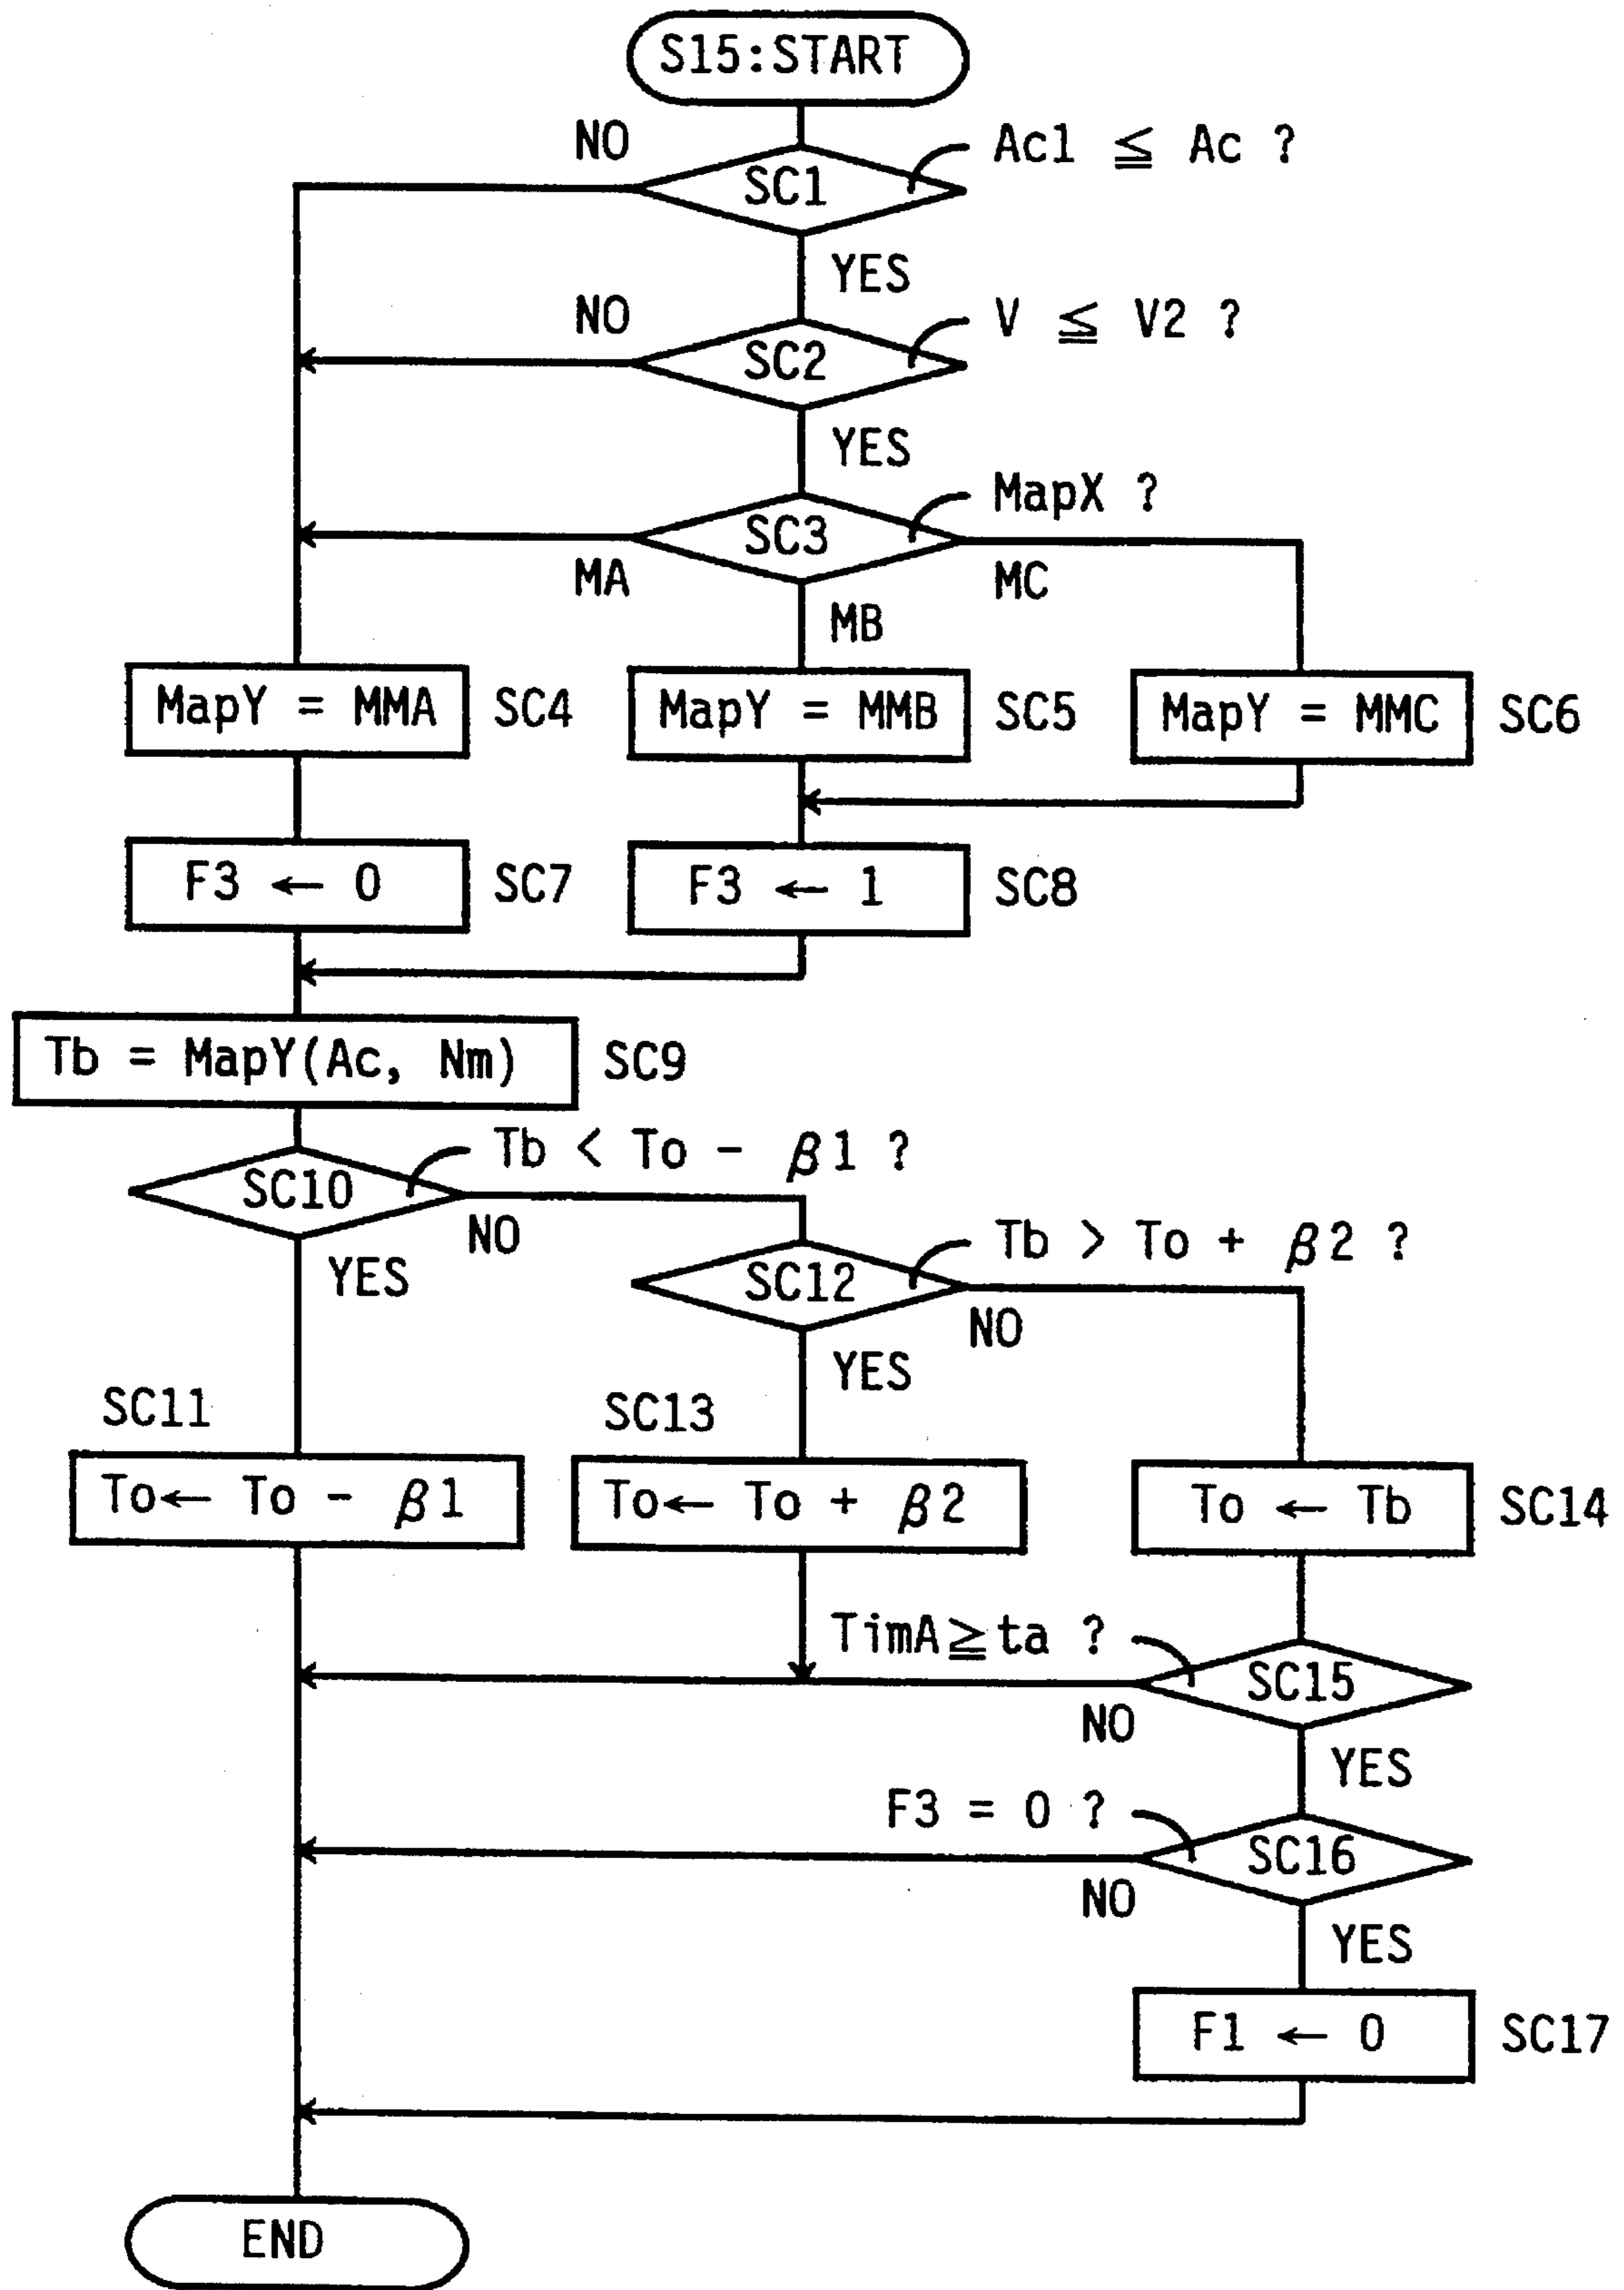 S15:START
NO
Ac1 ≦ Ac ?
SC1
YES
NO
V ≦ V2 ?
SC2
YES
MapX ?
SC3
MA
MC
MB
MapY = MMA
SC4
MapY = MMB
SC5
MapY = MMC
SC6
F3 ← 0
SC7
F3 ← 1
SC8
Tb = MapY(Ac, Nm)
SC9
Tb < To - β1 ?
SC10
NO
YES
Tb > To + β2 ?
SC12
NO
YES
SC11
SC13
To← To - β1
To← To + β2
To ← Tb
SC14
TimA≧ta ?
SC15
NO
YES
F3 = 0 ?
SC16
NO
YES
F1 ← 0
SC17
END